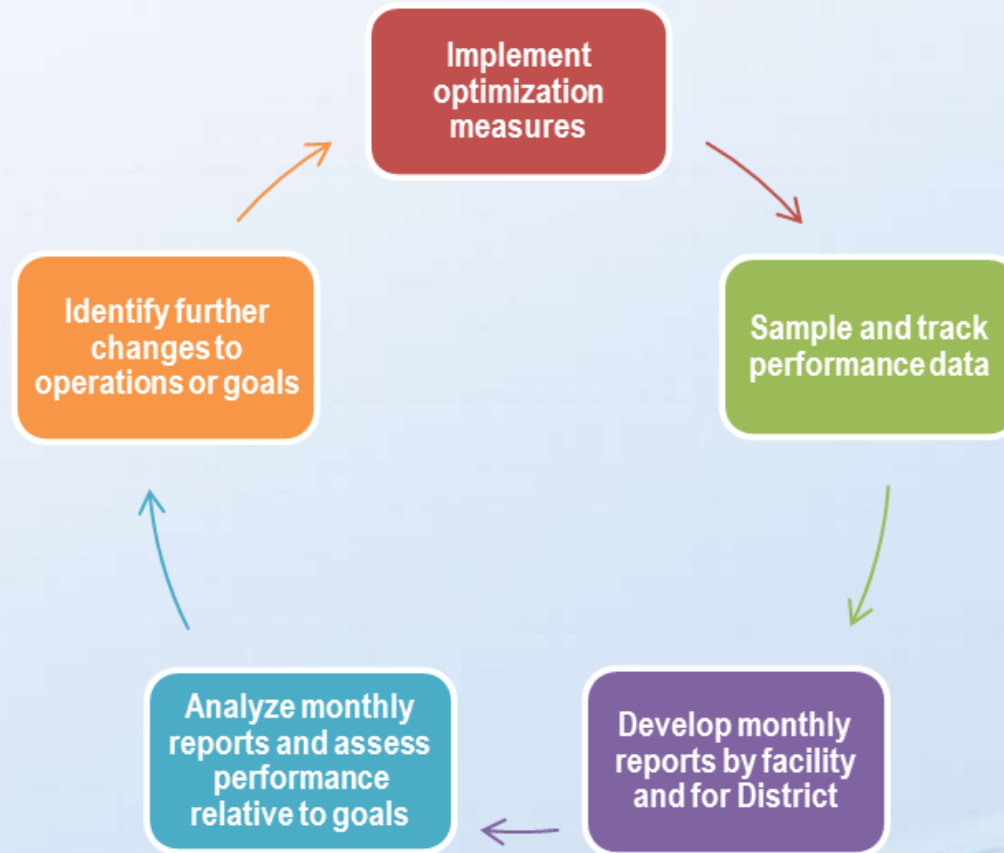 Implement
optimization
measures
Sample and track
performance data
Develop monthly
reports by facility
and for District
Analyze monthly
reports and assess
performance
relative to goals
Identify further
changes to
operations or goals